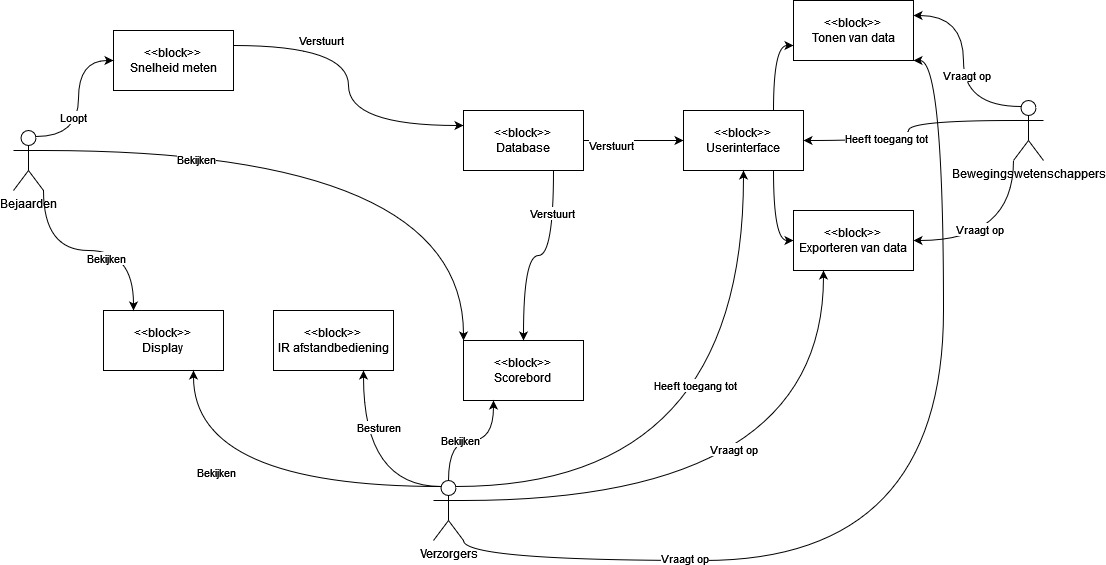 <<block>>
Tonen van data
Verstuurt
<<block>>
Snelheid meten
Vraagt op
Loopt
<<block>>
Database
Verstuurt
<<block>>
Userinterface
Heeft toegang tot
Bekijken
Bewegingswetenschappers
Bejaarden
Verstuurt
<<block>>
Exporteren van data
Vraagt op
Bekijken
<<block>>
Display
<<block>>
IR afstandbediening
<<block>>
Scorebord
Heeft toegang tot
Besturen
Bekijken
Vraagt op
Bekijken
Verzorgers
Vraagt op